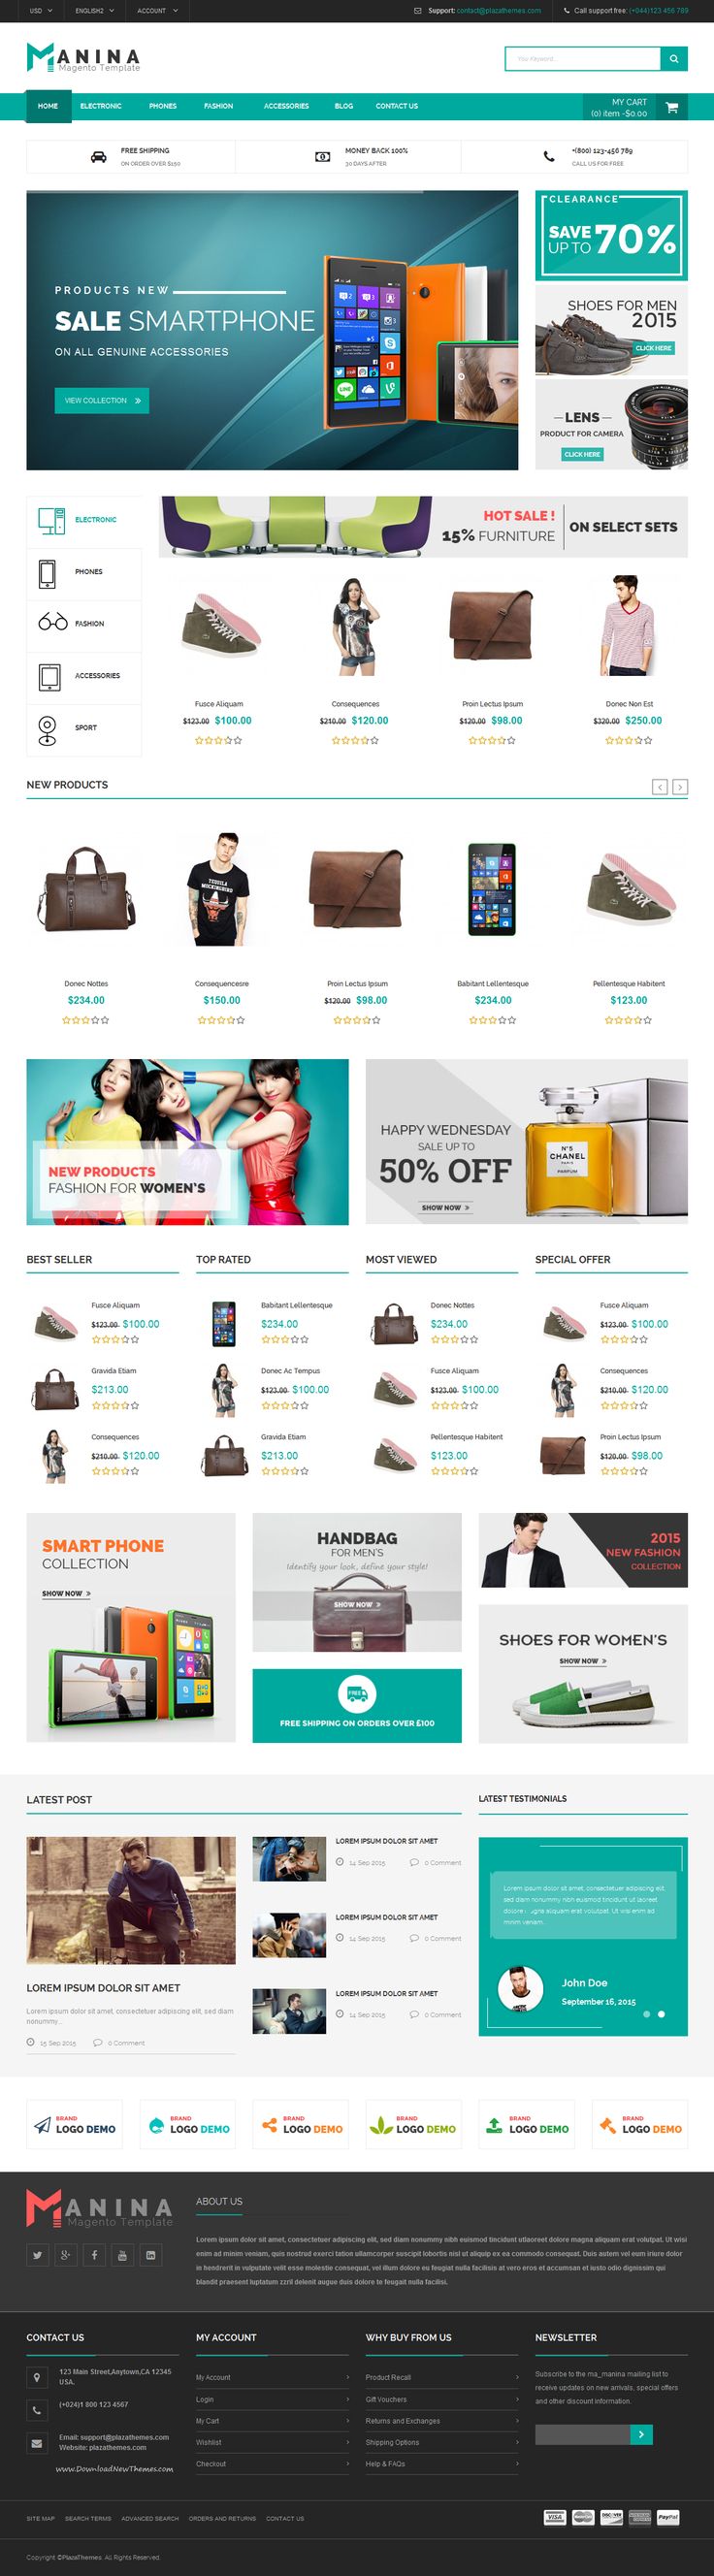 USD ENGLISH2 ACCOUNT Support: contact@plazathemes.com Call support free: (+044)123 456 789
MANINA
Magento Template
Your Keyword...
HOME ELECTRONIC PHONES FASHION ACCESSORIES BLOG CONTACT US
MY CART
(0) item -$0.00
FREE SHIPPING
ON ORDER OVER $150
MONEY BACK 100%
30 DAYS AFTER
+(800) 123-456 789
CALL US FOR FREE
PRODUCTS NEW
SALE SMARTPHONE
ON ALL GENUINE ACCESSORIES
VIEW COLLECTION »
CLEARANCE
SAVE
UP TO 70%
SHOES FOR MEN
2015
CLICK HERE
LENS
PRODUCT FOR CAMERA
CLICK HERE
ELECTRONIC
PHONES
FASHION
ACCESSORIES
SPORT
HOT SALE !
15% FURNITURE
ON SELECT SETS
Fusce Aliquam
$123.00 $100.00
Consequences
$210.00 $120.00
Proin Lectus Ipsum
$120.00 $98.00
Donec Non Est
$320.00 $250.00
NEW PRODUCTS
TEQUILA
MOCKINGBIRD
Donec Nottes
$234.00
Consequencesre
$150.00
Proin Lectus Ipsum
$120.00 $98.00
Babitant Lellentesque
$234.00
Pellentesque Habitent
$123.00
NEW PRODUCTS
FASHION FOR WOMEN'S
HAPPY WEDNESDAY
SALE UP TO
50% OFF
SHOW NOW »
N°5
CHANEL
PARIS
PARFUM
BEST SELLER
Fusce Aliquam
$123.00 $100.00
Gravida Etiam
$213.00
Consequences
$210.00 $120.00
TOP RATED
Babitant Lellentesque
$234.00
Donec Ac Tempus
$123.00 $100.00
Gravida Etiam
$213.00
MOST VIEWED
Donec Nottes
$234.00
Fusce Aliquam
$123.00 $100.00
Pellentesque Habitent
$123.00
SPECIAL OFFER
Fusce Aliquam
$123.00 $100.00
Consequences
$210.00 $120.00
Proin Lectus Ipsum
$120.00 $98.00
SMART PHONE
COLLECTION
SHOW NOW »
HANDBAG
FOR MEN'S
Identify your look, define your style!
SHOW NOW »
FREE
FREE SHIPPING ON ORDERS OVER £100
2015
NEW FASHION
COLLECTION
SHOES FOR WOMEN'S
SHOW NOW »
LATEST POST
LOREM IPSUM DOLOR SIT AMET
Lorem ipsum dolor sit amet, consectetuer adipiscing elit, sed diam
nonummy...
15 Sep 2015 0 Comment
LOREM IPSUM DOLOR SIT AMET
14 Sep 2015 0 Comment
LOREM IPSUM DOLOR SIT AMET
14 Sep 2015 0 Comment
LOREM IPSUM DOLOR SIT AMET
14 Sep 2015 0 Comment
LATEST TESTIMONIALS
Lorem ipsum dolor sit amet, consectetuer adipiscing elit,
sed diam nonummy nibh euismod tincidunt ut laoreet
dolore aliquam erat volutpat. Ut wisi enim ad
minim veniam...
John Doe
September 16, 2015
BRAND
LOGO DEMO
BRAND
LOGO DEMO
BRAND
LOGO DEMO
BRAND
LOGO DEMO
BRAND
LOGO DEMO
BRAND
LOGO DEMO
MANINA
Magento Template
ABOUT US
Lorem ipsum dolor sit amet, consectetuer adipiscing elit, sed diam nonummy nibh euismod tincidunt utlaoreet dolore magna aliquam erat volutpat. Ut wisi
enim ad minim veniam, quis nostrud exerci tation ullamcorper suscipit lobortis nisl ut aliquip ex ea commodo consequat. Duis autem vel eum iriure dolor
in hendrerit in vulputate velit esse molestie consequat, vel illum dolore eu feugiat nulla facilisis at vero eros et accumsan et iusto odio dignissim qui
blandit praesent luptatum zzril delenit augue duis dolore te feugait nulla facilisi.
CONTACT US
123 Main Street,Anytown,CA 12345
USA.
(+024)1 800 123 4567
Email: support@plazathemes.com
Website: plazathemes.com
www.DownloadNewThemes.com
MY ACCOUNT
My Account
Login
My Cart
Wishlist
Checkout
WHY BUY FROM US
Product Recall
Gift Vouchers
Returns and Exchanges
Shipping Options
Help & FAQs
NEWSLETTER
Subscribe to the ma_manina mailing list to
receive updates on new arrivals, special offers
and other discount information.
SITE MAP SEARCH TERMS ADVANCED SEARCH ORDERS AND RETURNS CONTACT US
VISA DISCOVER PayPal
Copyright ©PlazaThemes. All Rights Reserved.